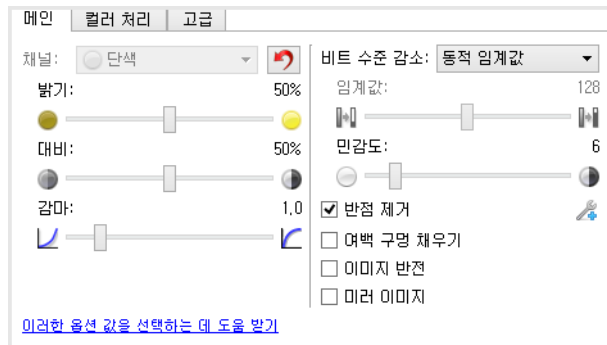 메인 컬러 처리 고급
채널: 단색
밝기: 50%
대비: 50%
감마: 1,0
이러한 옵션 값을 선택하는 데 도움 받기
비트 수준 감소: 동적 임계값
임계값: 128
민감도: 6
반점 제거
여백 구멍 채우기
이미지 반전
미러 이미지